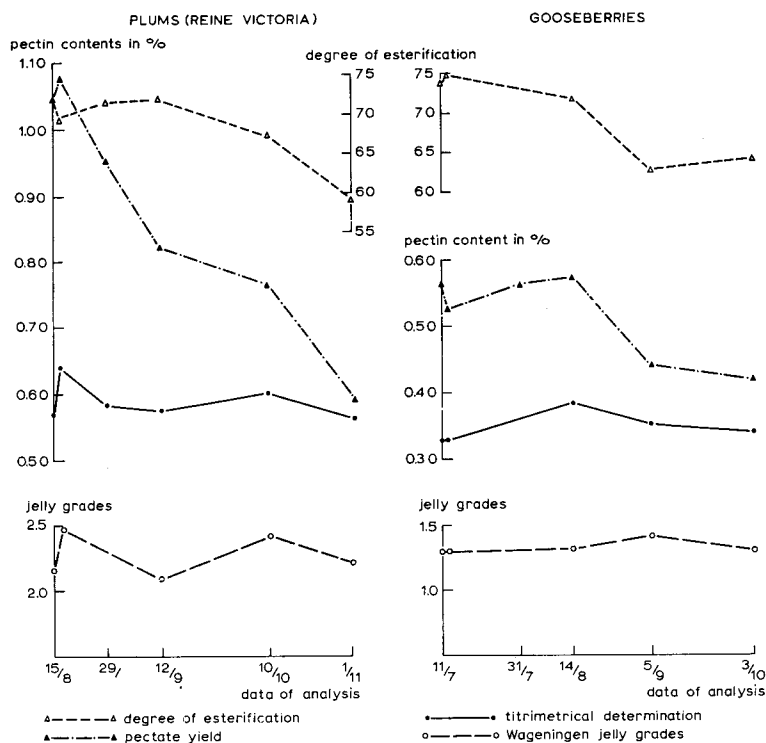 PLUMS (REINE VICTORIA)
pectin contents in %
degree of esterification
1.10
1.00
0.90
0.80
0.70
0.60
0.50
75
70
65
60
55
jelly grades
2.5
2.0
15/8
29/
12/9
10/10
1/11
data of analysis
degree of esterification
pectate yield
GOOSEBERRIES
75
70
65
60
pectin content in %
0.60
0.50
0.40
0.30
jelly grades
1.5
1.0
11/7
31/7
14/8
5/9
3/10
data of analysis
titrimetrical determination
Wageningen jelly grades